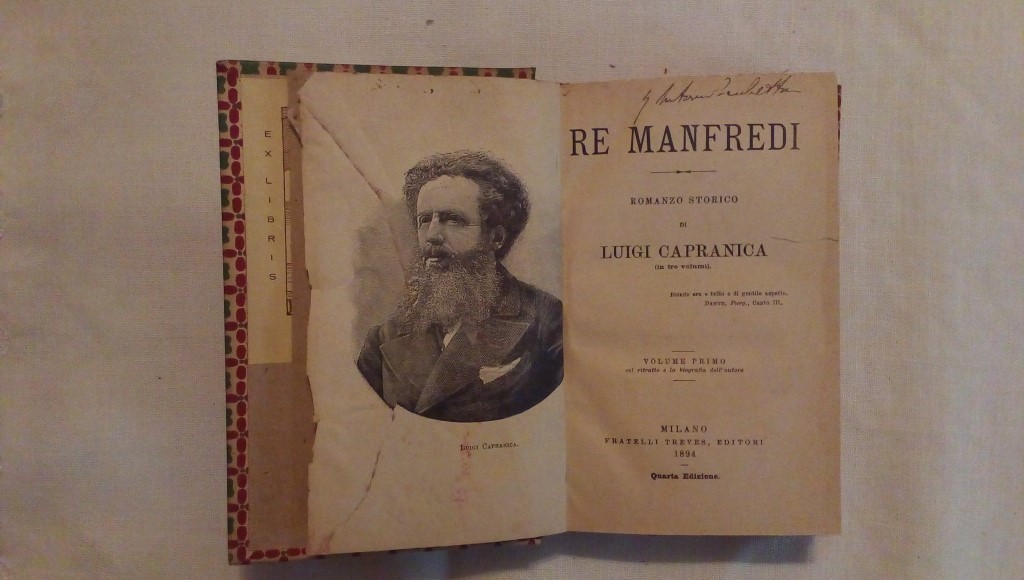 EX LIBRIS
LUIGI CAPRANICA.
RE MANFREDI
ROMANZO STORICO
DI
LUIGI CAPRANICA
(in tre volumi).
Biondo era e bello e di gentile aspetto.
DANTE, Purg., Canto III.
VOLUME PRIMO
col ritratto e la biografia dell'autore
MILANO
FRATELLI TREVES, EDITORI
1894
Quarta Edizione.